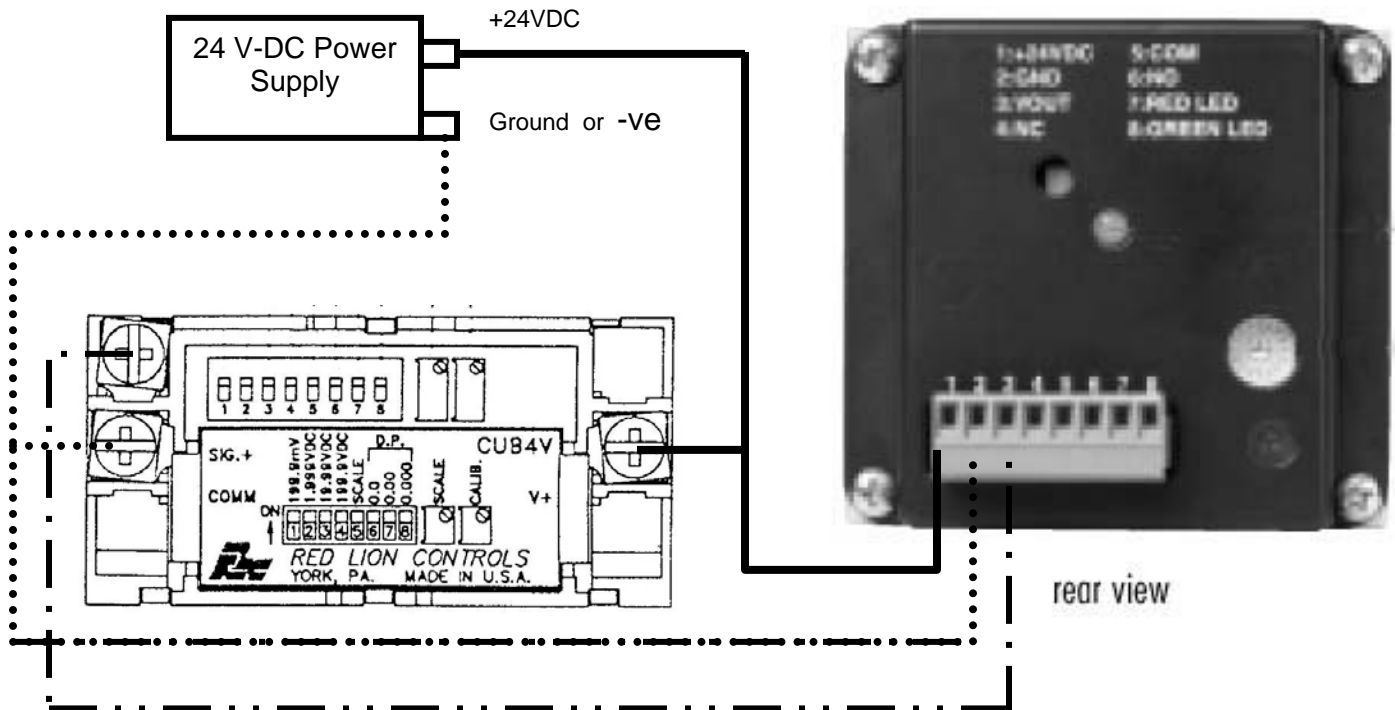 +24VDC
24 V-DC Power
Supply
Ground or -ve
1:+24VDC
2:GND
3:VOUT
4:NC
5:COM
6:NO
7:RED LED
8:GREEN LED
1 2 3 4 5 6 7 8
1 2 3 4 5 6 7 8
SIG.+
COMM
199.9mV
1.999VDC
19.99VDC
199.9VDC
SCALE
0.0
0.00
0.000
D.P.
SCALE
CALIB.
CUB4V
V+
ON
1 2 3 4 5 6 7 8
RED LION CONTROLS
YORK, PA. MADE IN U.S.A.
rear view